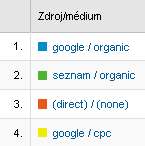 Zdroj/médium
1. google / organic
2. seznam / organic
3. (direct) / (none)
4. google / cpc